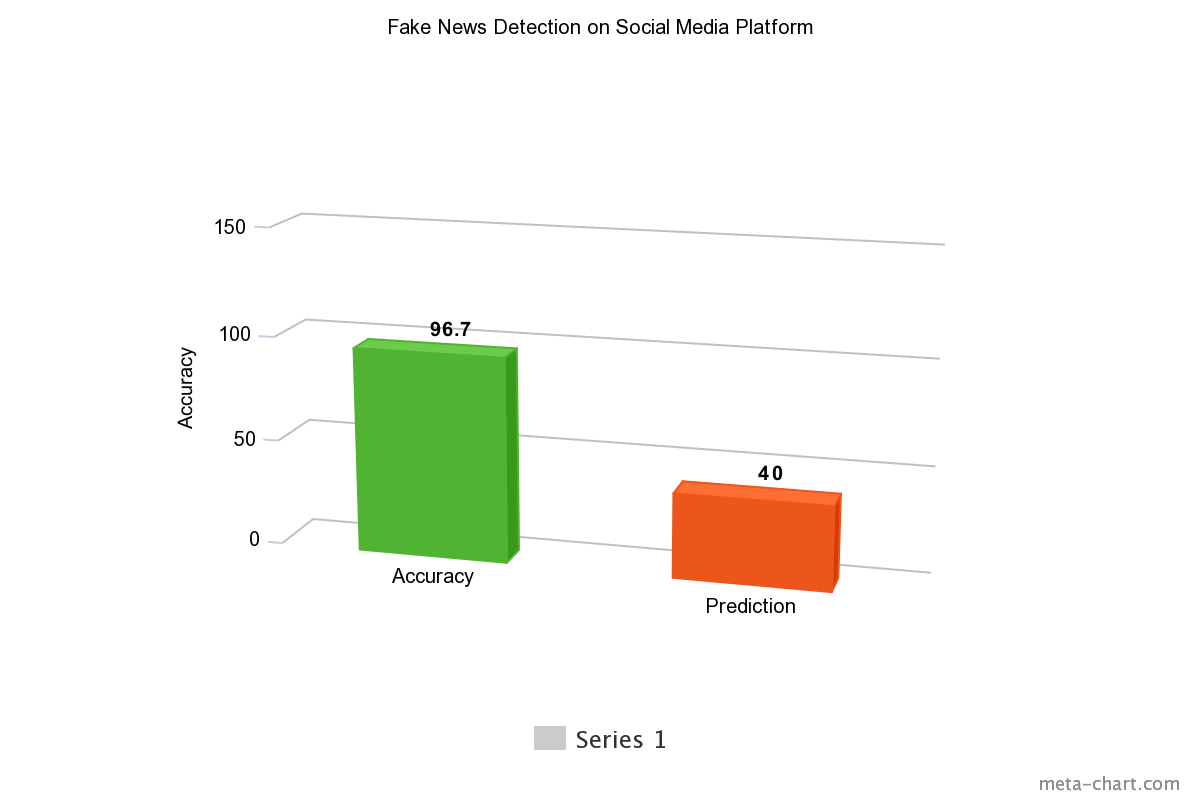 Fake News Detection on Social Media Platform
150
100
50
0
Accuracy
96.7
40
Accuracy
Prediction
Series 1
meta-chart.com